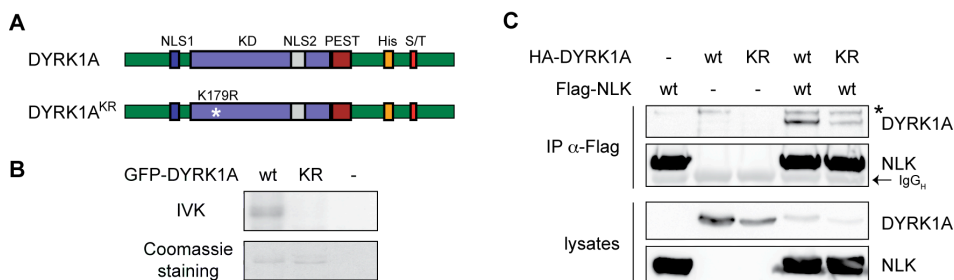 A
NLS1 KD NLS2 PEST His S/T
DYRK1A
K179R
*
DYRK1A^KR
B
GFP-DYRK1A wt KR -
IVK
Coomassie
staining
C
HA-DYRK1A - wt KR wt KR
Flag-NLK wt - - wt wt
*
DYRK1A
IP α-Flag
NLK
← IgG_H
DYRK1A
lysates
NLK